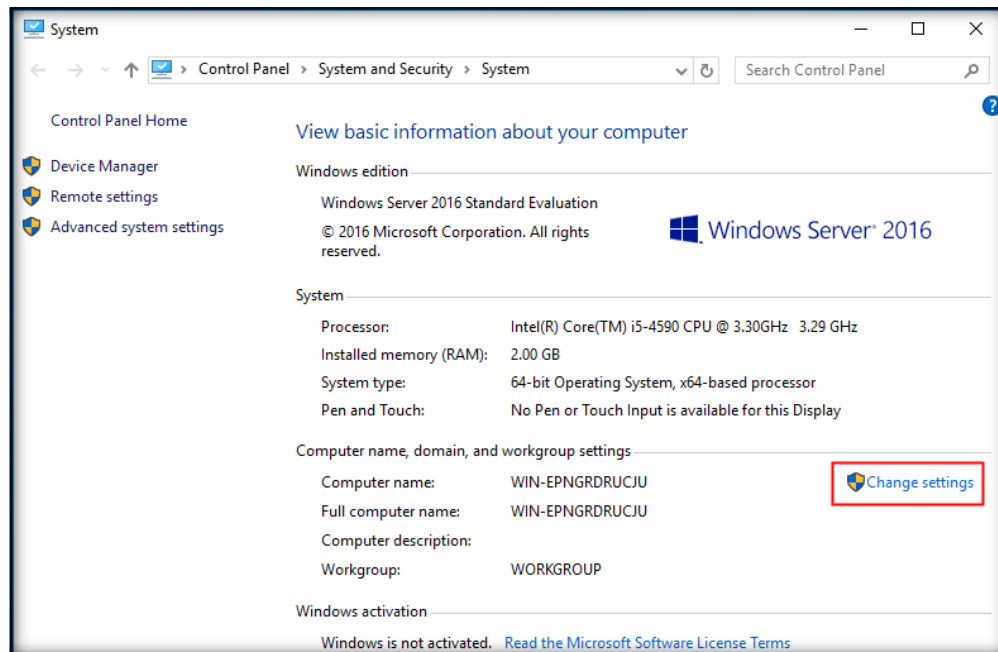 System
Control Panel > System and Security > System
Search Control Panel
Control Panel Home
Device Manager
Remote settings
Advanced system settings
?
View basic information about your computer
Windows edition
Windows Server 2016 Standard Evaluation
© 2016 Microsoft Corporation. All rights
reserved.
Windows Server® 2016
System
Processor: Intel(R) Core(TM) i5-4590 CPU @ 3.30GHz 3.29 GHz
Installed memory (RAM): 2.00 GB
System type: 64-bit Operating System, x64-based processor
Pen and Touch: No Pen or Touch Input is available for this Display
Computer name, domain, and workgroup settings
Computer name: WIN-EPNGRDRUCJU
Change settings
Full computer name: WIN-EPNGRDRUCJU
Computer description:
Workgroup: WORKGROUP
Windows activation
Windows is not activated. Read the Microsoft Software License Terms